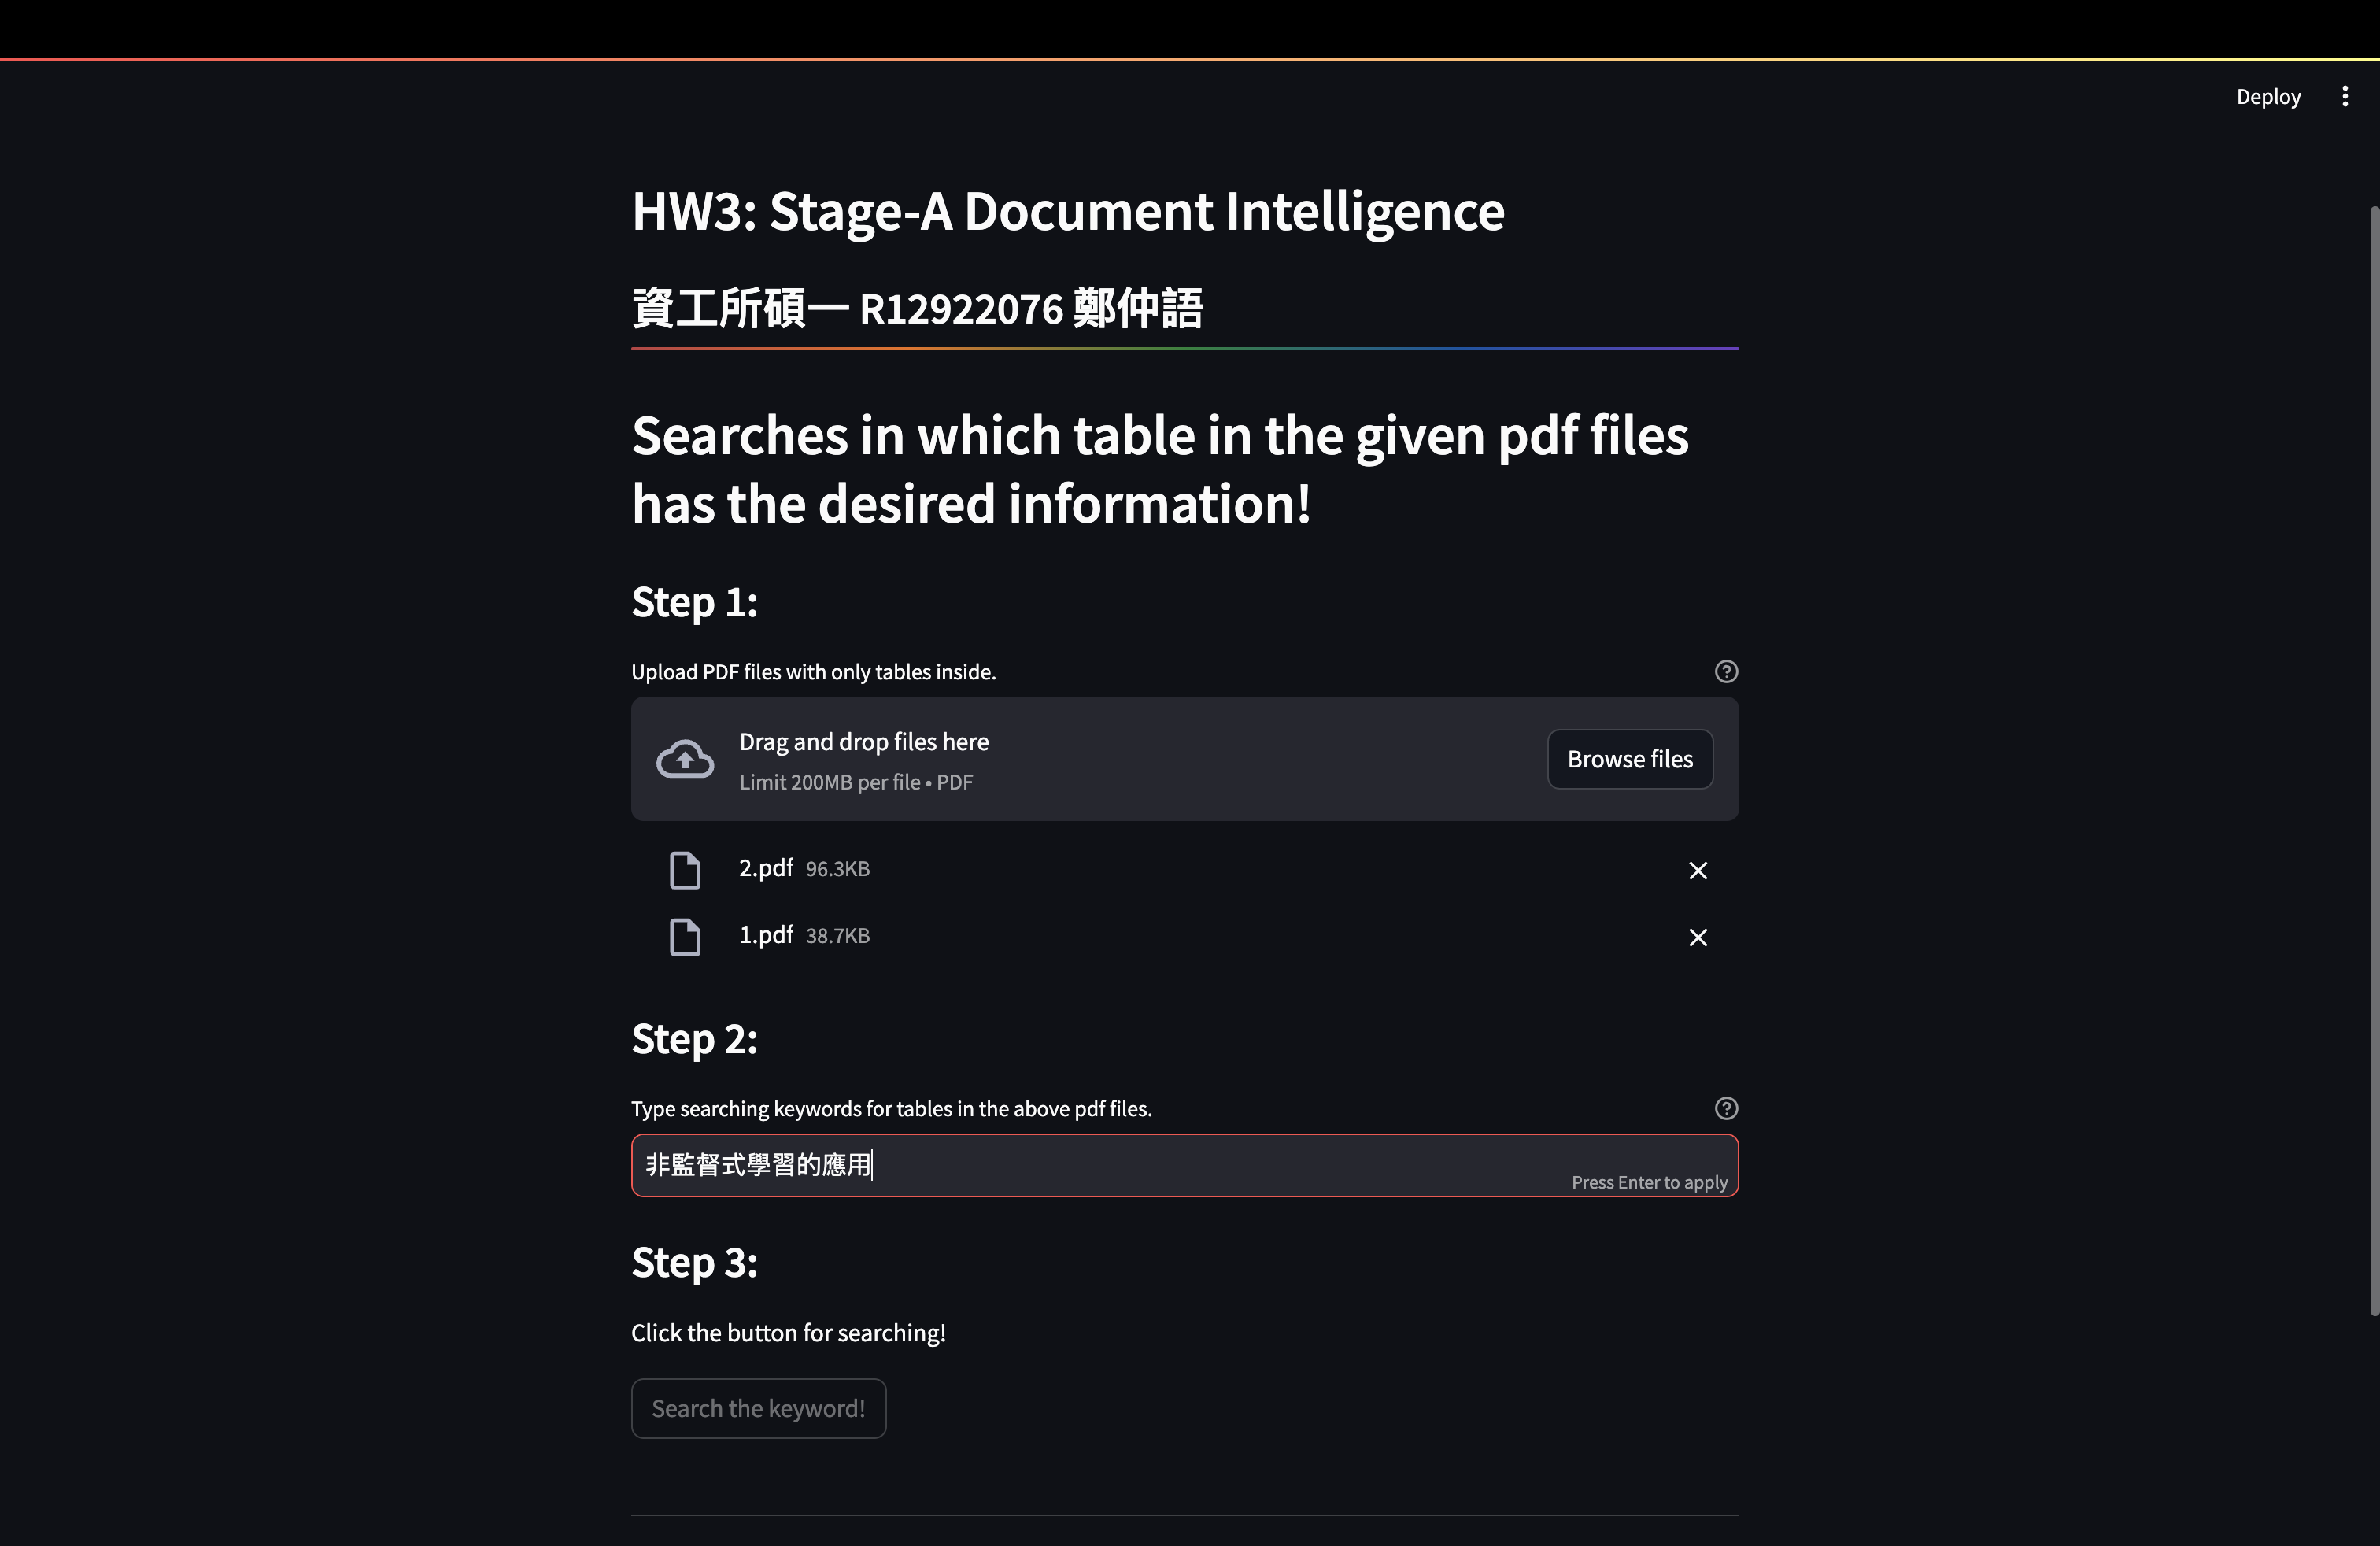 Deploy
HW3: Stage-A Document Intelligence
資工所碩一 R12922076 鄭仲語
Searches in which table in the given pdf files
has the desired information!
Step 1:
Upload PDF files with only tables inside.
Drag and drop files here
Limit 200MB per file • PDF
Browse files
2.pdf 96.3KB
1.pdf 38.7KB
Step 2:
Type searching keywords for tables in the above pdf files.
非監督式學習的應用
Press Enter to apply
Step 3:
Click the button for searching!
Search the keyword!